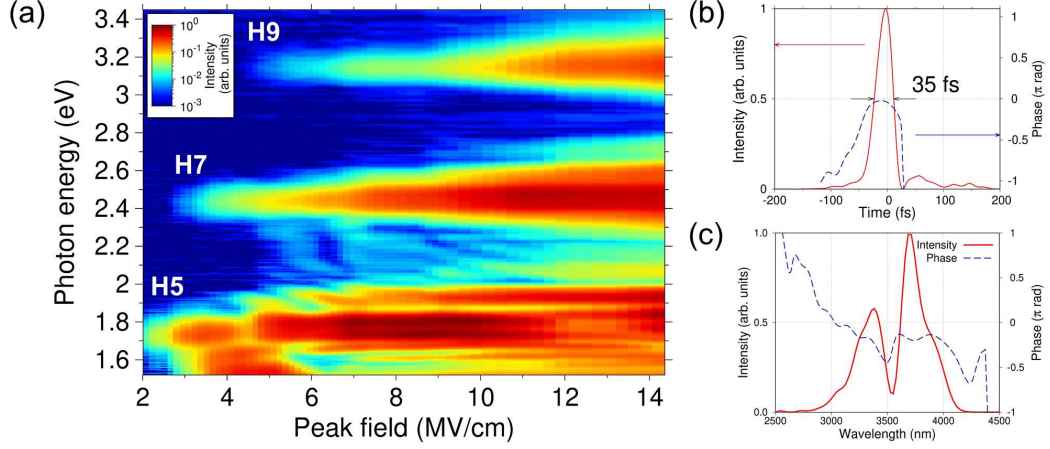 (a)
3.4
3.2
3
2.8
2.6
2.4
2.2
2
1.8
1.6
Photon energy (eV)
10^0
10^-1
10^-2
10^-3
Intensity
(arb. units)
H9
H7
H5
2 4 6 8 10 12 14
Peak field (MV/cm)
(b)
1
0.5
0
Intensity (arb. units)
35 fs
1
0.5
0
-0.5
-1
Phase (π rad)
-200 -100 0 100 200
Time (fs)
(c)
1.0
0.5
0.0
Intensity (arb. units)
Intensity
Phase
1
0.5
0
-0.5
-1
Phase (π rad)
2500 3000 3500 4000 4500
Wavelength (nm)